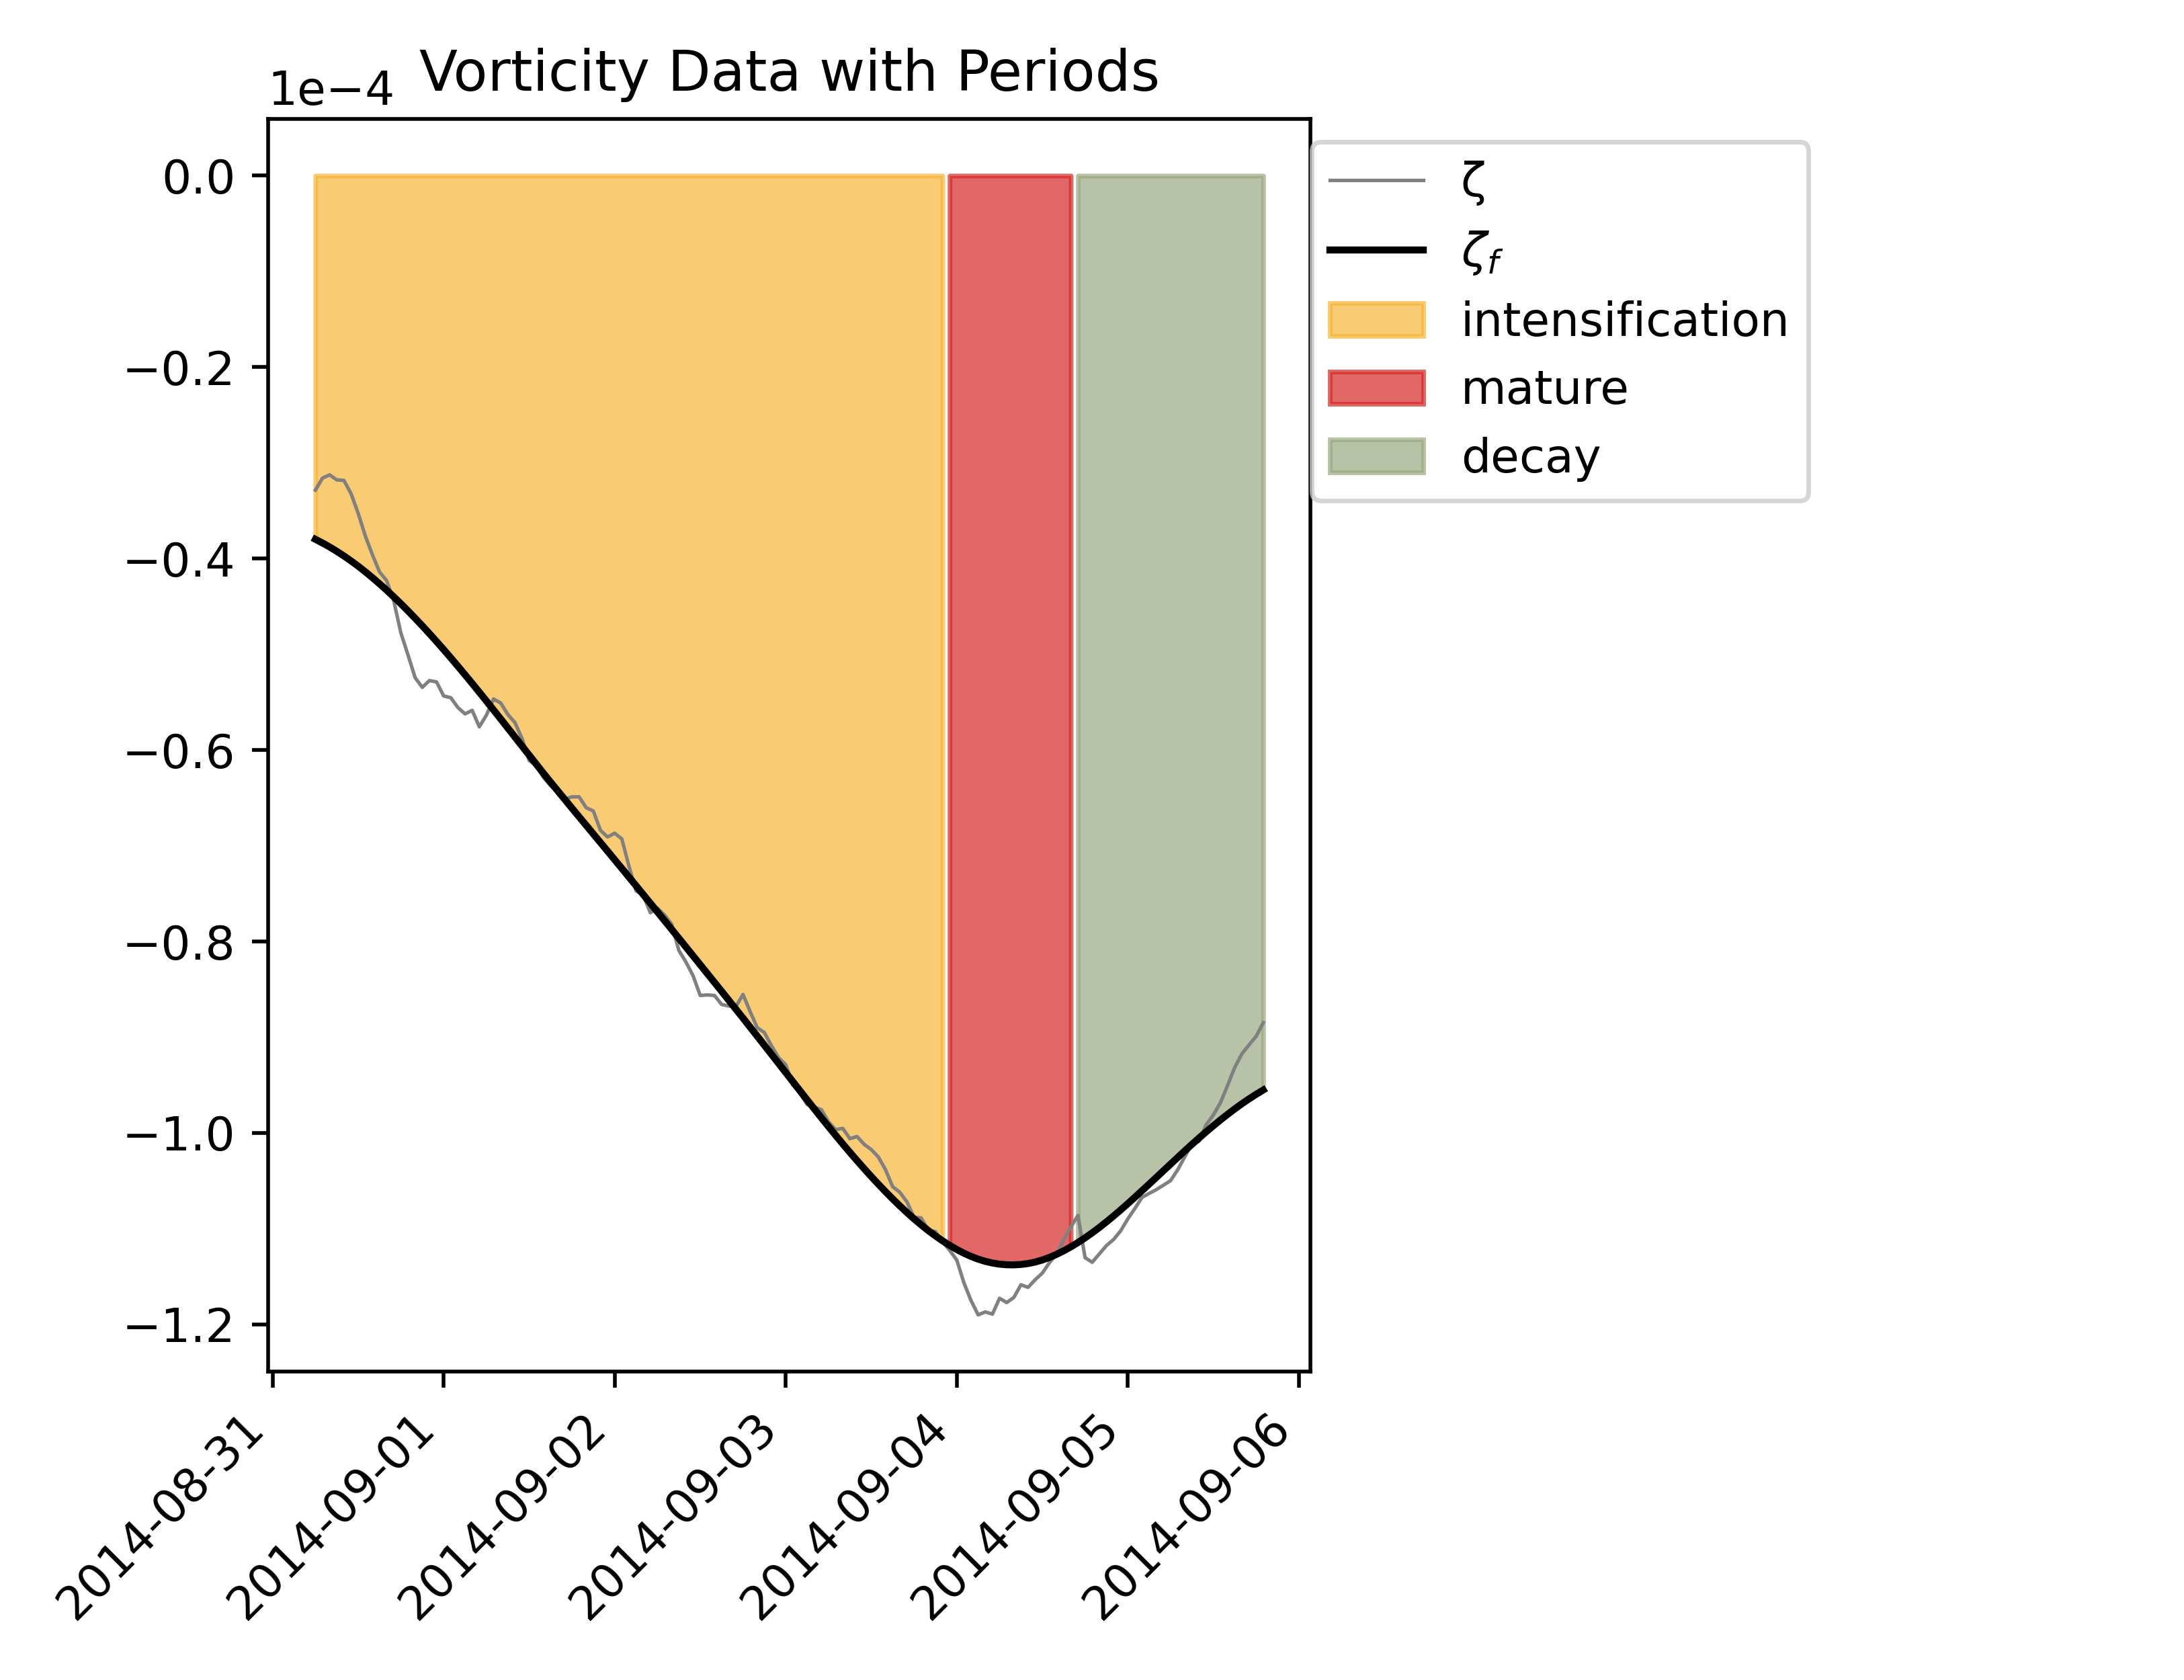 Vorticity Data with Periods
1e−4
0.0
−0.2
−0.4
−0.6
−0.8
−1.0
−1.2
2014-08-31
2014-09-01
2014-09-02
2014-09-03
2014-09-04
2014-09-05
2014-09-06
ζ
ζf
intensification
mature
decay